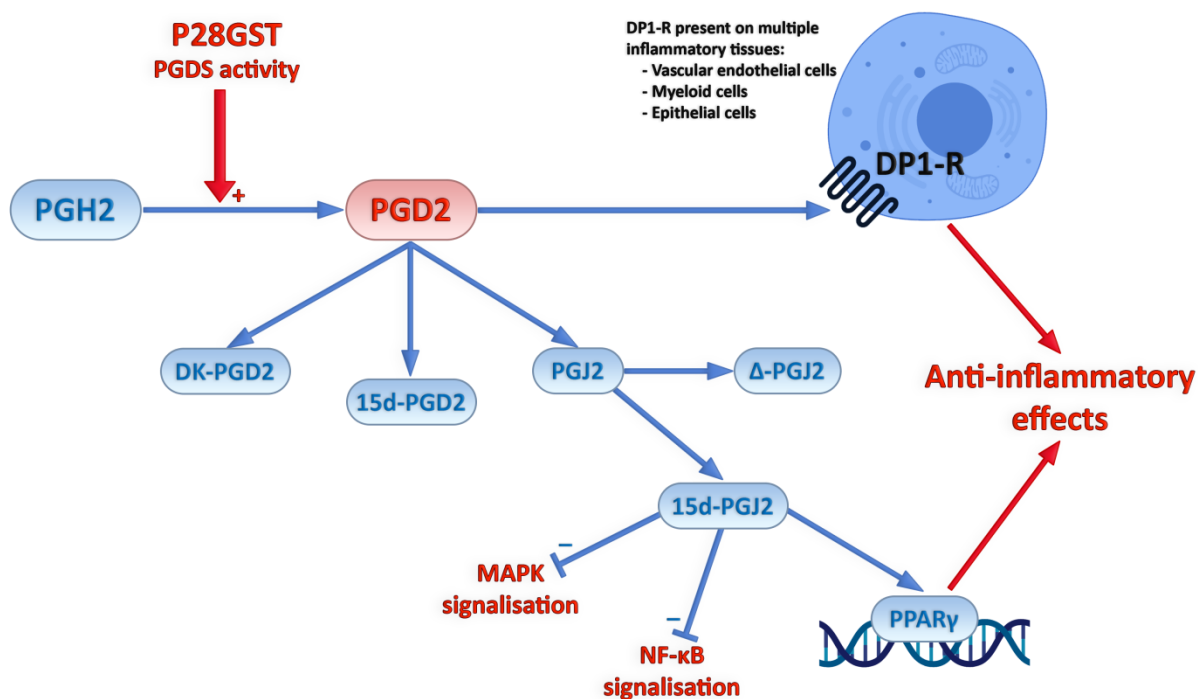 P28GST
PGDS activity
DP1-R present on multiple
inflammatory tissues:
- Vascular endothelial cells
- Myeloid cells
- Epithelial cells
DP1-R
+
PGH2
PGD2
DK-PGD2
15d-PGD2
PGJ2
Δ-PGJ2
Anti-inflammatory
effects
15d-PGJ2
–
MAPK
signalisation
–
NF-κB
signalisation
PPARγ